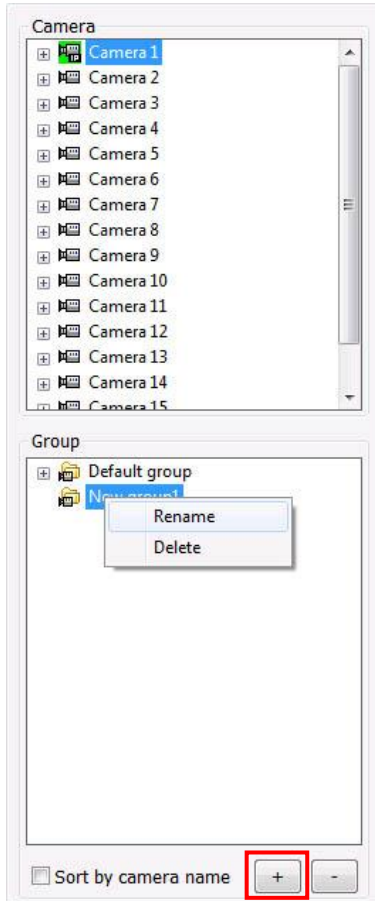 Camera
Camera 1
Camera 2
Camera 3
Camera 4
Camera 5
Camera 6
Camera 7
Camera 8
Camera 9
Camera 10
Camera 11
Camera 12
Camera 13
Camera 14
Camera 15
Group
Default group
New group1
Rename
Delete
Sort by camera name + -